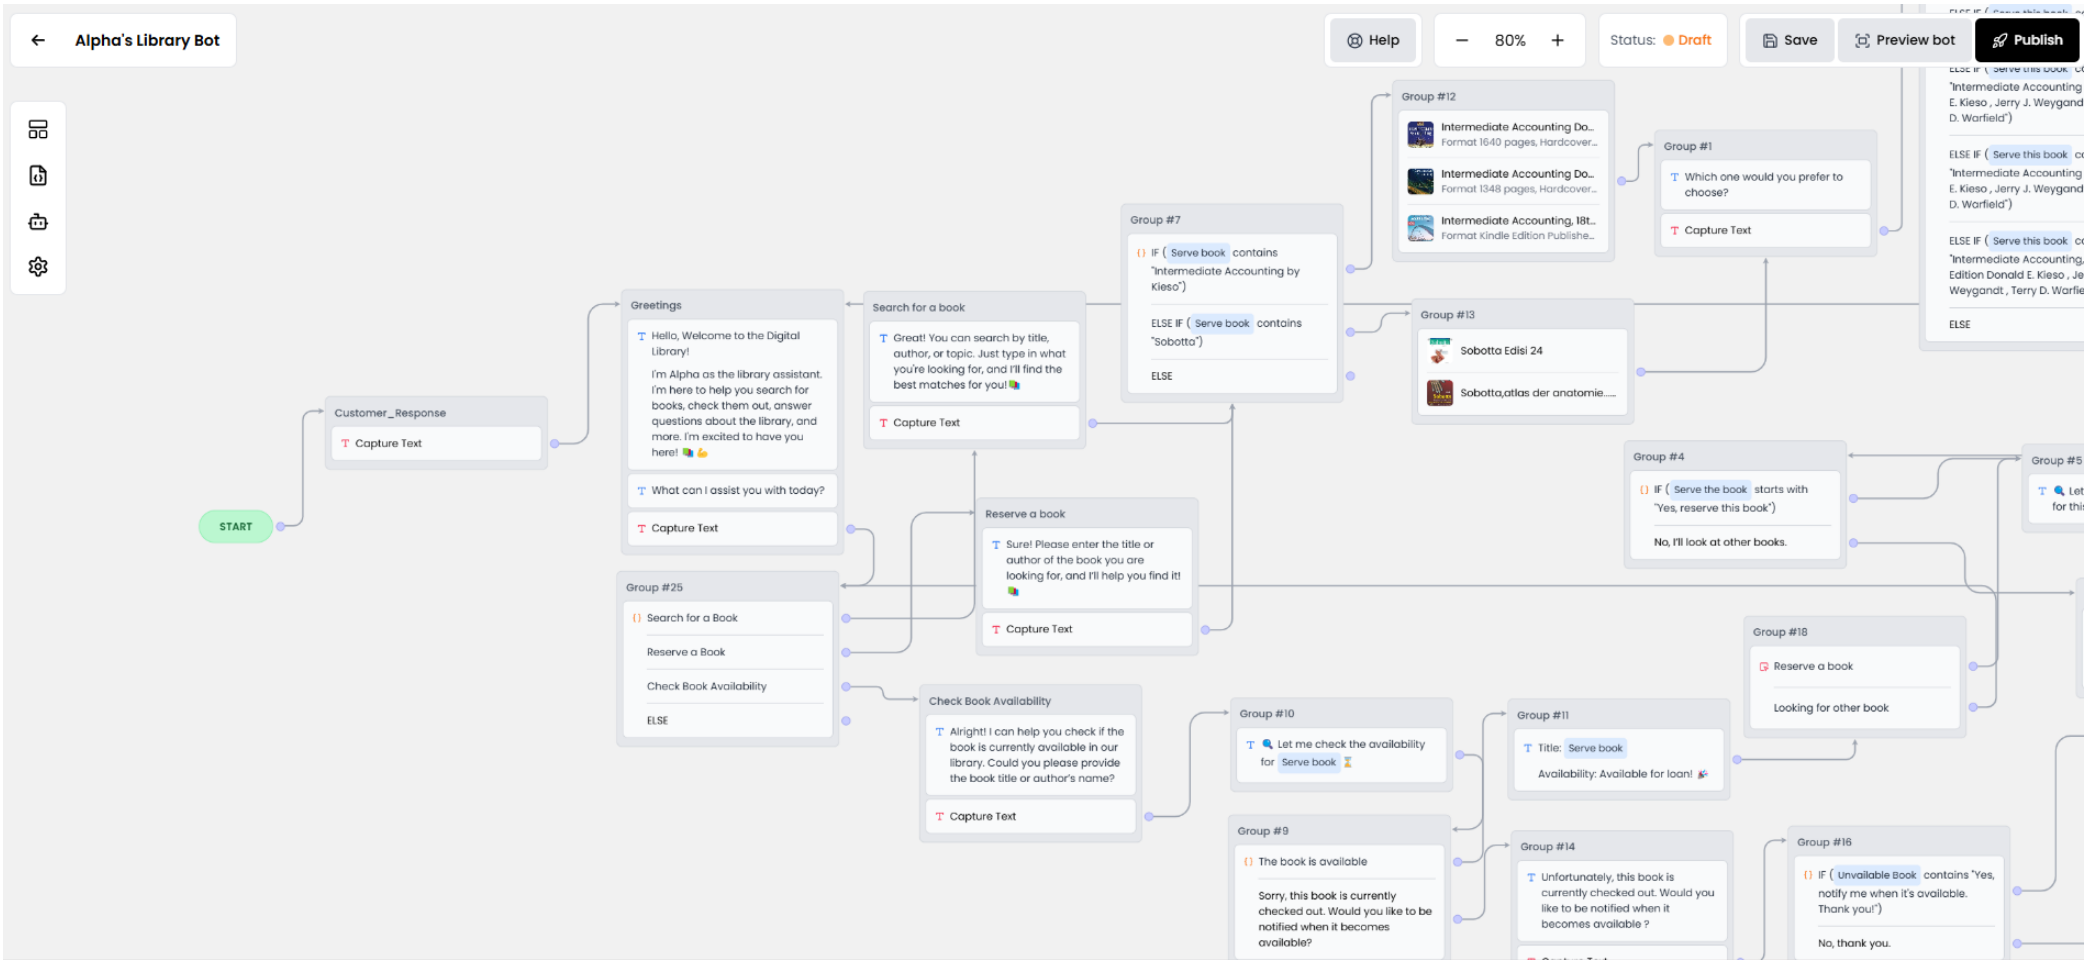 Alpha's Library Bot
Help
80%
Status: Draft
Save
Preview bot
Publish
START
Customer_Response
Capture Text
Greetings
Hello, Welcome to the Digital
Library!
I'm Alpha as the library assistant.
I'm here to help you search for
books, check them out, answer
questions about the library, and
more. I'm excited to have you
here! 📚 💪
What can I assist you with today?
Capture Text
Group #25
Search for a Book
Reserve a Book
Check Book Availability
ELSE
Search for a book
Great! You can search by title,
author, or topic. Just type in what
you're looking for, and I'll find the
best matches for you! 📚
Capture Text
Reserve a book
Sure! Please enter the title or
author of the book you are
looking for, and I'll help you find it!
📚
Capture Text
Check Book Availability
Alright! I can help you check if the
book is currently available in our
library. Could you please provide
the book title or author's name?
Capture Text
Group #7
IF ( Serve book contains
"Intermediate Accounting by
Kieso")
ELSE IF ( Serve book contains
"Sobotta")
ELSE
Group #12
Intermediate Accounting Do...
Format 1640 pages, Hardcover...
Intermediate Accounting Do...
Format 1348 pages, Hardcover...
Intermediate Accounting, 18t...
Format Kindle Edition Publishe...
Group #13
Sobotta Edisi 24
Sobotta,atlas der anatomie......
Group #1
Which one would you prefer to
choose?
Capture Text
ELSE IF ( Serve this book co
"Intermediate Accounting
E. Kieso , Jerry J. Weygand
D. Warfield")
ELSE IF ( Serve this book co
"Intermediate Accounting
E. Kieso , Jerry J. Weygand
D. Warfield")
ELSE IF ( Serve this book co
"Intermediate Accounting,
Edition Donald E. Kieso , Je
Weygandt , Terry D. Warfie
ELSE
Group #4
IF ( Serve the book starts with
"Yes, reserve this book")
No, I'll look at other books.
Group #5
🔍 Let
for this
Group #18
Reserve a book
Looking for other book
Group #10
🔍 Let me check the availability
for Serve book ⏳
Group #11
Title: Serve book
Availability: Available for loan! 🎉
Group #9
The book is available
Sorry, this book is currently
checked out. Would you like to be
notified when it becomes
available?
Group #14
Unfortunately, this book is
currently checked out. Would you
like to be notified when it
becomes available ?
Capture Text
Group #16
IF ( Unvailable Book contains "Yes,
notify me when it's available.
Thank you!")
No, thank you.